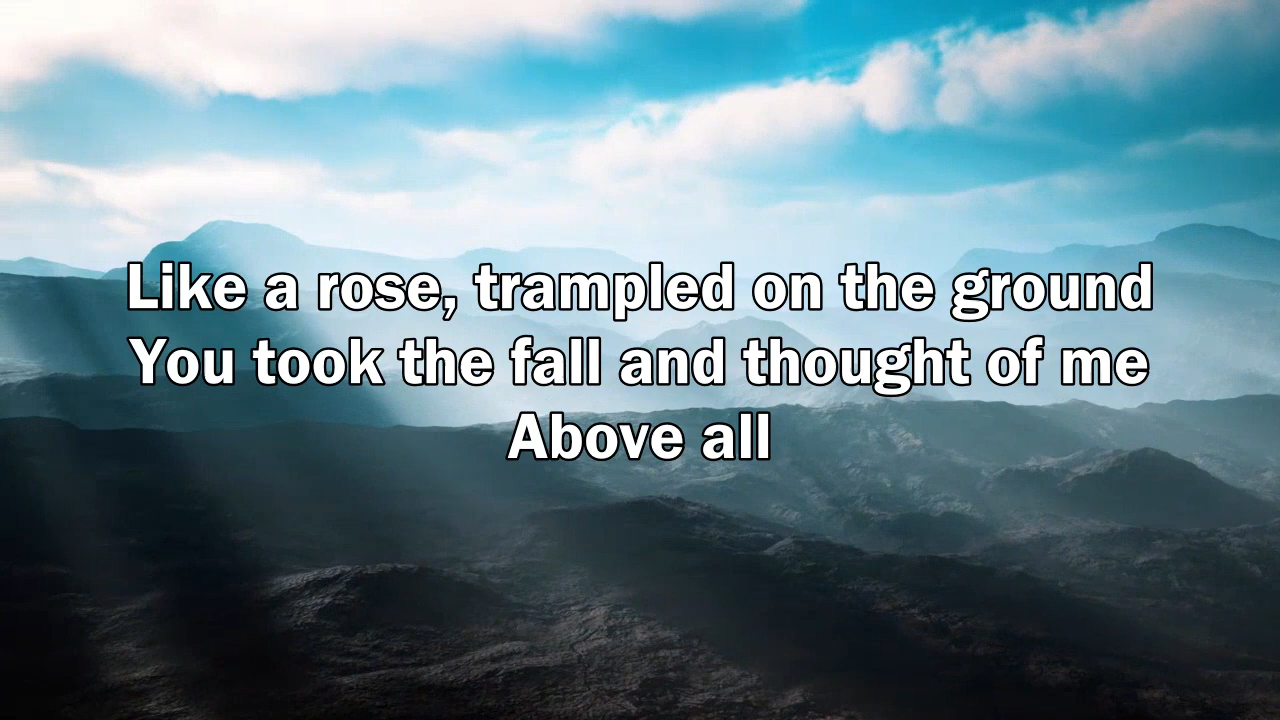 Like a rose, trampled on the ground
You took the fall and thought of me
Above all